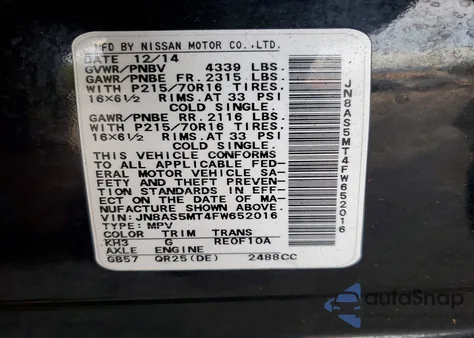 MFD BY NISSAN MOTOR CO.,LTD.
DATE 12/14
GVWR/PNBV 4339 LBS.
GAWR/PNBE FR. 2315 LBS.
WITH P215/70R16 TIRES,
16X6½ RIMS. AT 33 PSI
COLD SINGLE.
GAWR/PNBE RR. 2116 LBS.
WITH P215/70R16 TIRES,
16X6½ RIMS. AT 33 PSI
COLD SINGLE.
THIS VEHICLE CONFORMS
TO ALL APPLICABLE FED-
ERAL MOTOR VEHICLE SA-
FETY AND THEFT PREVEN-
TION STANDARDS IN EFF-
ECT ON THE DATE OF MA-
NUFACTURE SHOWN ABOVE.
VIN: JN8AS5MT4FW652016
TYPE: MPV
COLOR TRIM TRANS
KH3 G RE0F10A
AXLE ENGINE
GB57 QR25(DE) 2488CC
JN8AS5MT4FW652016
autoSnap